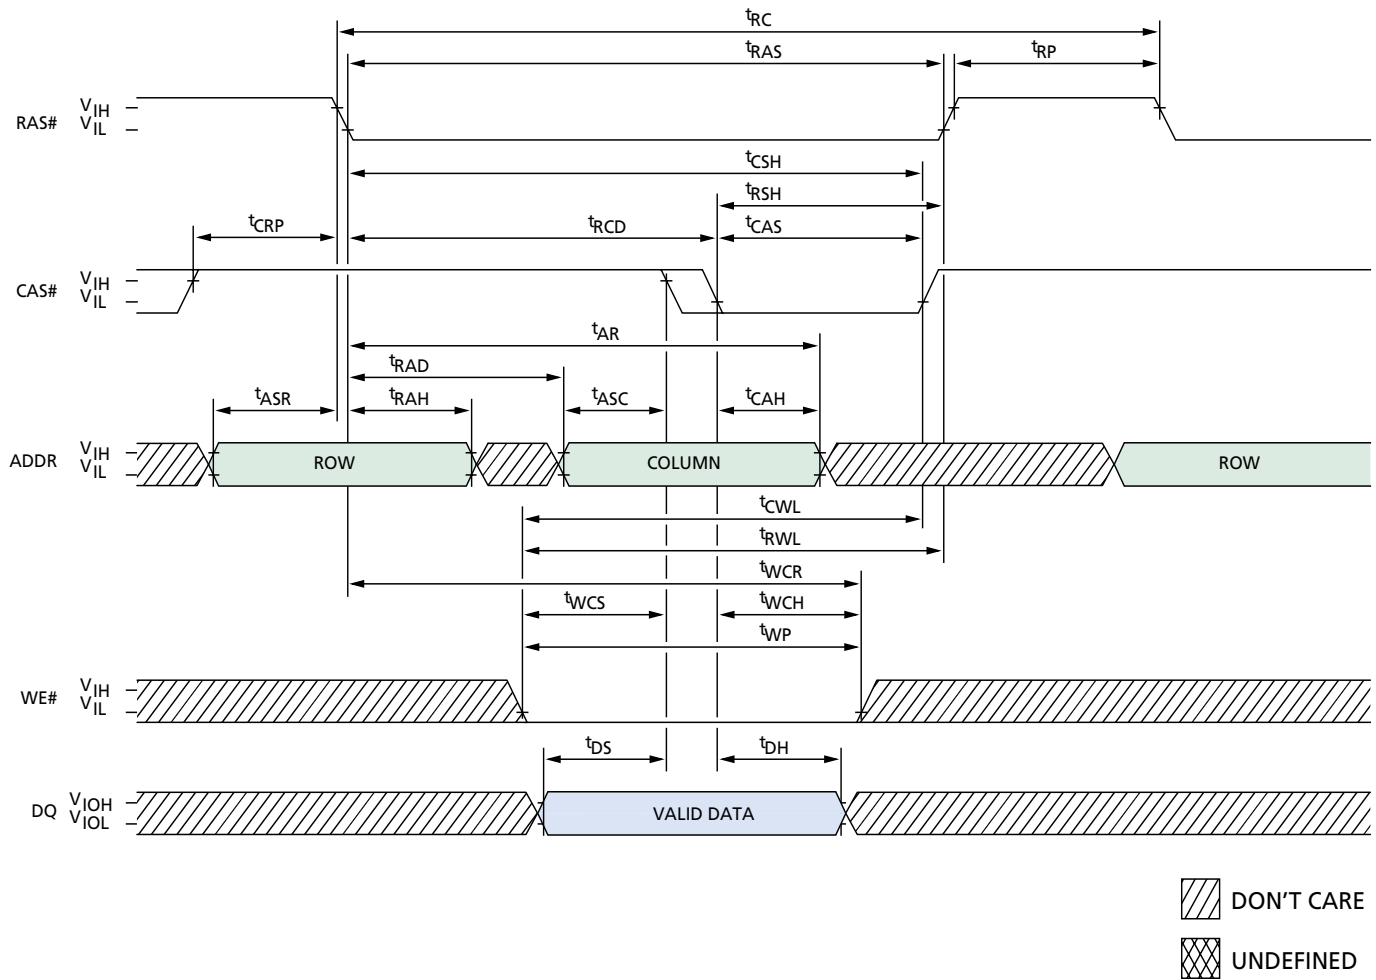 tRC
tRAS
tRP
RAS#
VIH
VIL
tCSH
tRSH
tCRP
tRCD
tCAS
CAS#
VIH
VIL
tAR
tRAD
tASR
tRAH
tASC
tCAH
ADDR
VIH
VIL
ROW
COLUMN
ROW
tCWL
tRWL
tWCR
tWCS
tWCH
tWP
WE#
VIH
VIL
tDS
tDH
DQ
VIOH
VIOL
VALID DATA
DON'T CARE
UNDEFINED